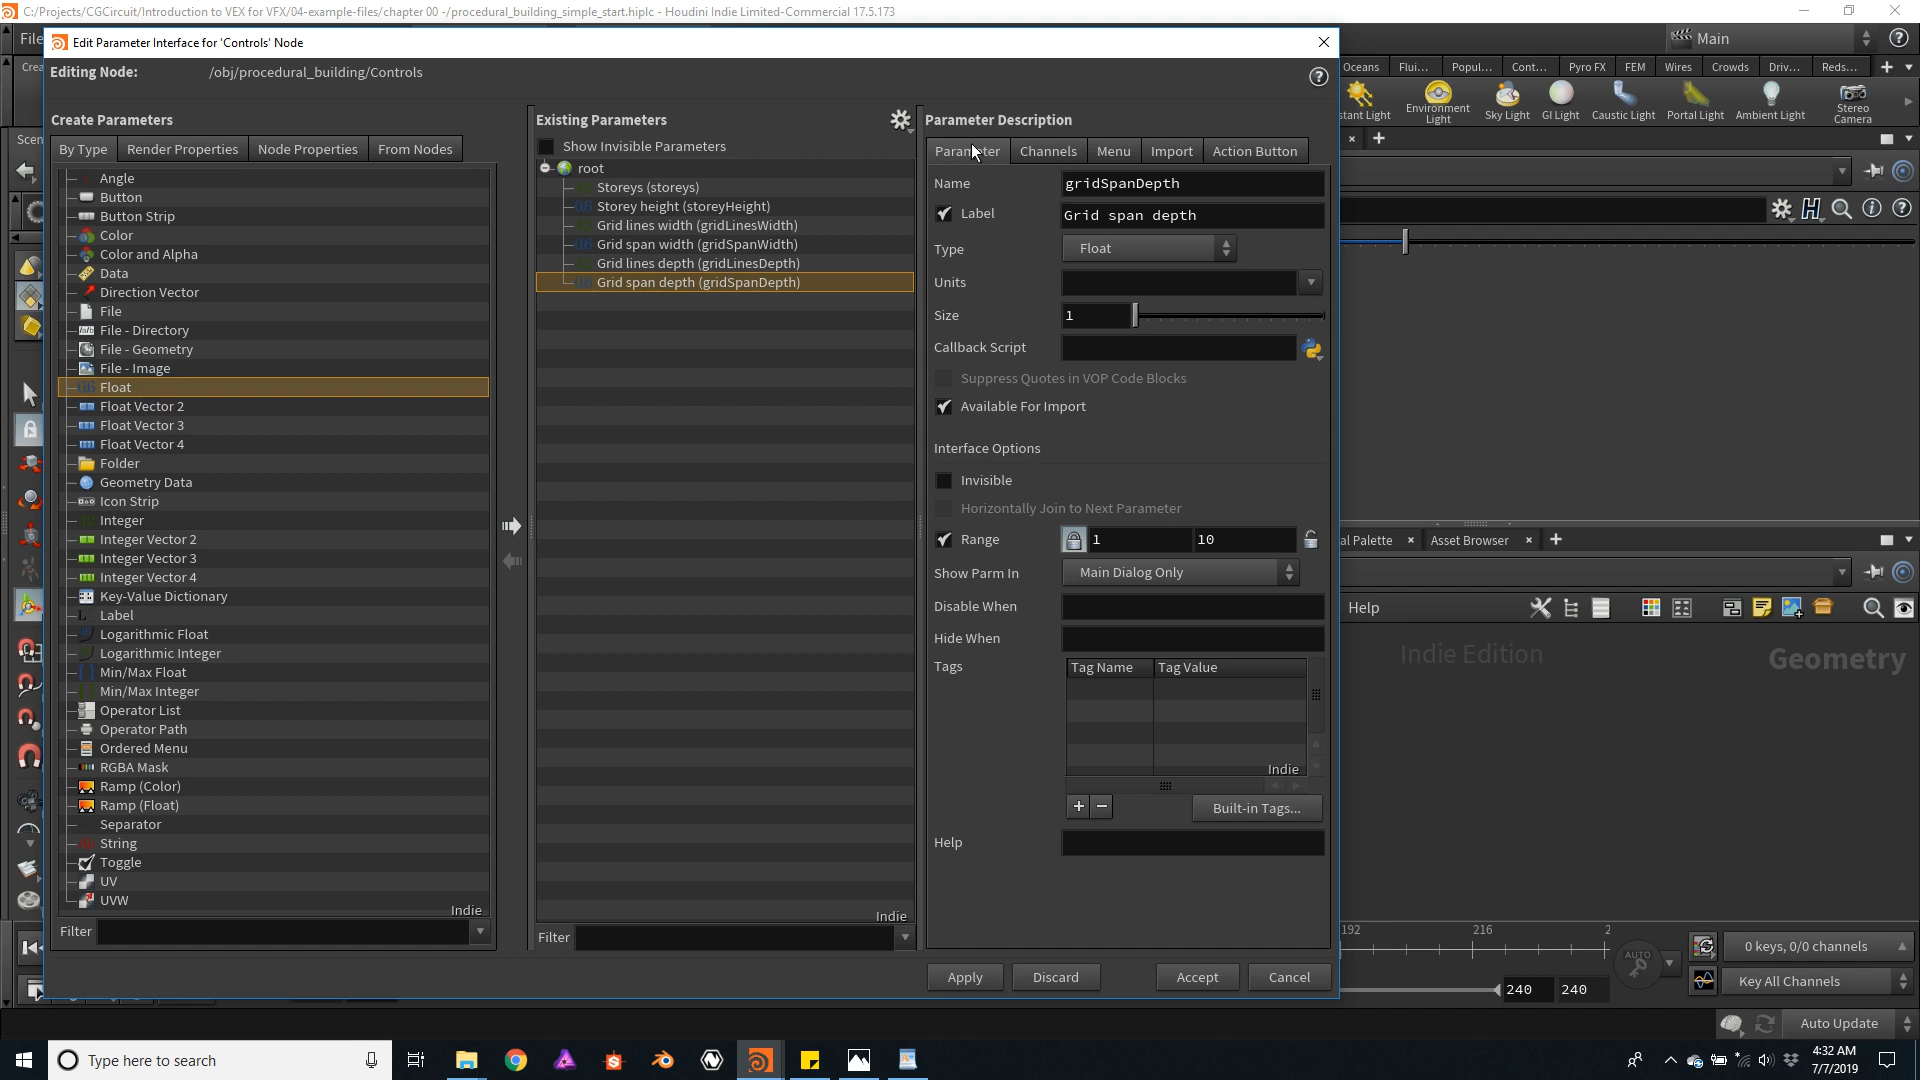 C:/Projects/CGCircuit/Introduction to VEX for VFX/04-example-files/chapter 00 -/procedural_building_simple_start.hiplc - Houdini Indie Limited-Commercial 17.5.173
File
Main
Edit Parameter Interface for 'Controls' Node
Editing Node: /obj/procedural_building/Controls
Crea
Oceans Flui... Popul... Cont... Pyro FX FEM Wires Crowds Driv... Reds...
stant Light Environment Light Sky Light GI Light Caustic Light Portal Light Ambient Light Stereo Camera
Scen
Create Parameters
By Type Render Properties Node Properties From Nodes
Angle
Button
Button Strip
Color
Color and Alpha
Data
Direction Vector
File
File - Directory
File - Geometry
File - Image
Float
Float Vector 2
Float Vector 3
Float Vector 4
Folder
Geometry Data
Icon Strip
Integer
Integer Vector 2
Integer Vector 3
Integer Vector 4
Key-Value Dictionary
Label
Logarithmic Float
Logarithmic Integer
Min/Max Float
Min/Max Integer
Operator List
Operator Path
Ordered Menu
RGBA Mask
Ramp (Color)
Ramp (Float)
Separator
String
Toggle
UV
UVW
Indie
Filter
Existing Parameters
Show Invisible Parameters
root
Storeys (storeys)
Storey height (storeyHeight)
Grid lines width (gridLinesWidth)
Grid span width (gridSpanWidth)
Grid lines depth (gridLinesDepth)
Grid span depth (gridSpanDepth)
Indie
Filter
Parameter Description
Parameter Channels Menu Import Action Button
Name gridSpanDepth
Label Grid span depth
Type Float
Units
Size 1
Callback Script
Suppress Quotes in VOP Code Blocks
Available For Import
Interface Options
Invisible
Horizontally Join to Next Parameter
Range 1 10
Show Parm In Main Dialog Only
Disable When
Hide When
Tags Tag Name Tag Value
Indie
+ − Built-in Tags...
Help
Apply Discard Accept Cancel
al Palette Asset Browser
Help
Indie Edition Geometry
192 216 2
0 keys, 0/0 channels
AUTO
Key All Channels
240 240
Auto Update
Type here to search
4:32 AM
7/7/2019